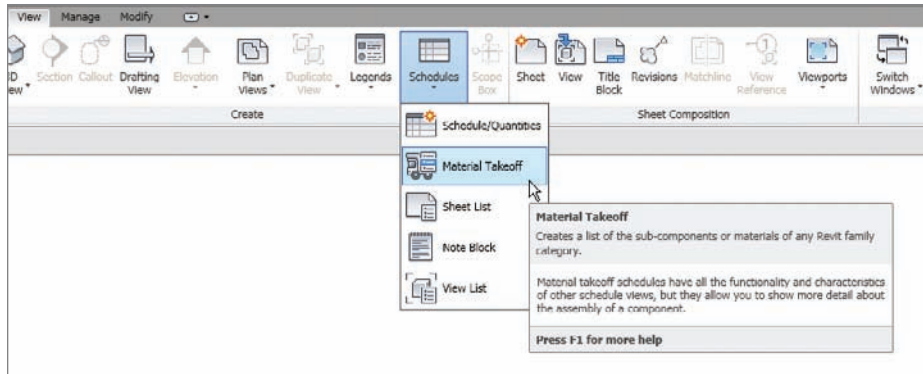 View Manage Modify
3D View Section Callout Drafting View Elevation Plan Views Duplicate View Legends Schedules Scope Box Sheet View Title Block Revisions Matchline View Reference Viewports Switch Windows
Create Sheet Composition
Schedule/Quantities
Material Takeoff
Sheet List
Note Block
View List
Material Takeoff
Creates a list of the sub-components or materials of any Revit family
category.
Material takeoff schedules have all the functionality and characteristics
of other schedule views, but they allow you to show more detail about
the assembly of a component.
Press F1 for more help